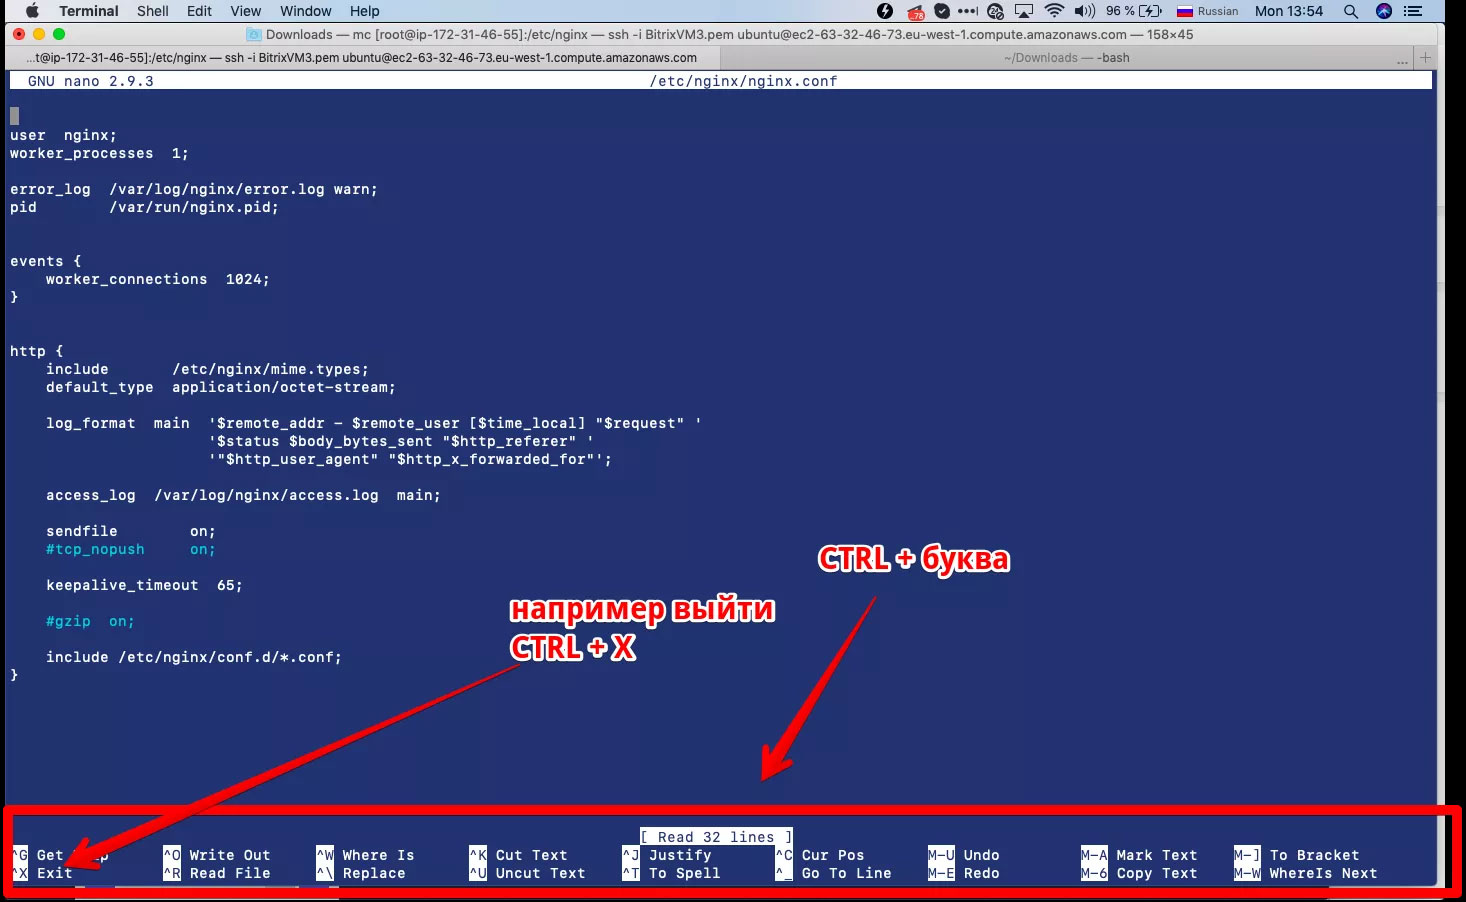 Terminal Shell Edit View Window Help .78 96 % Russian Mon 13:54
Downloads — mc [root@ip-172-31-46-55]:/etc/nginx — ssh -i BitrixVM3.pem ubuntu@ec2-63-32-46-73.eu-west-1.compute.amazonaws.com — 158×45
...t@ip-172-31-46-55]:/etc/nginx — ssh -i BitrixVM3.pem ubuntu@ec2-63-32-46-73.eu-west-1.compute.amazonaws.com ~/Downloads — -bash ... +
GNU nano 2.9.3 /etc/nginx/nginx.conf
user  nginx;
worker_processes  1;
error_log  /var/log/nginx/error.log warn;
pid        /var/run/nginx.pid;
events {
    worker_connections  1024;
}
http {
    include       /etc/nginx/mime.types;
    default_type  application/octet-stream;
    log_format  main  '$remote_addr - $remote_user [$time_local] "$request" '
                      '$status $body_bytes_sent "$http_referer" '
                      '"$http_user_agent" "$http_x_forwarded_for"';
    access_log  /var/log/nginx/access.log  main;
    sendfile        on;
    #tcp_nopush     on;
    keepalive_timeout  65;
    #gzip  on;
    include /etc/nginx/conf.d/*.conf;
}
CTRL + буква
например выйти
CTRL + X
[ Read 32 lines ]
^G Get ^O Write Out ^W Where Is ^K Cut Text ^J Justify ^C Cur Pos M-U Undo M-A Mark Text M-] To Bracket
^X Exit ^R Read File ^\ Replace ^U Uncut Text ^T To Spell ^_ Go To Line M-E Redo M-6 Copy Text M-W WhereIs Next